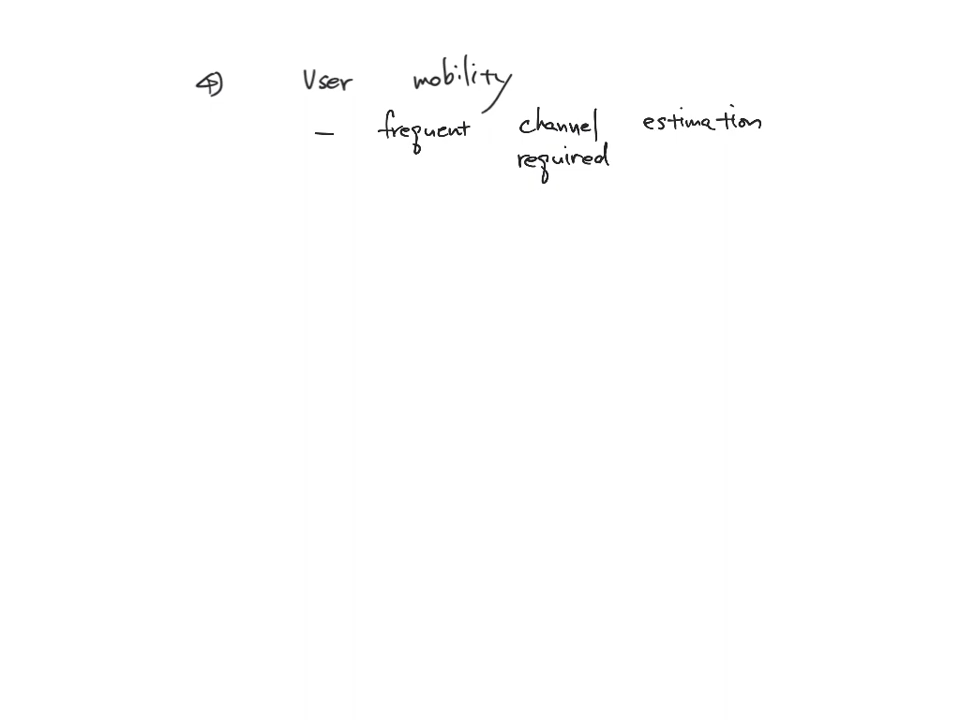 ④ User mobility
- frequent channel estimation
required